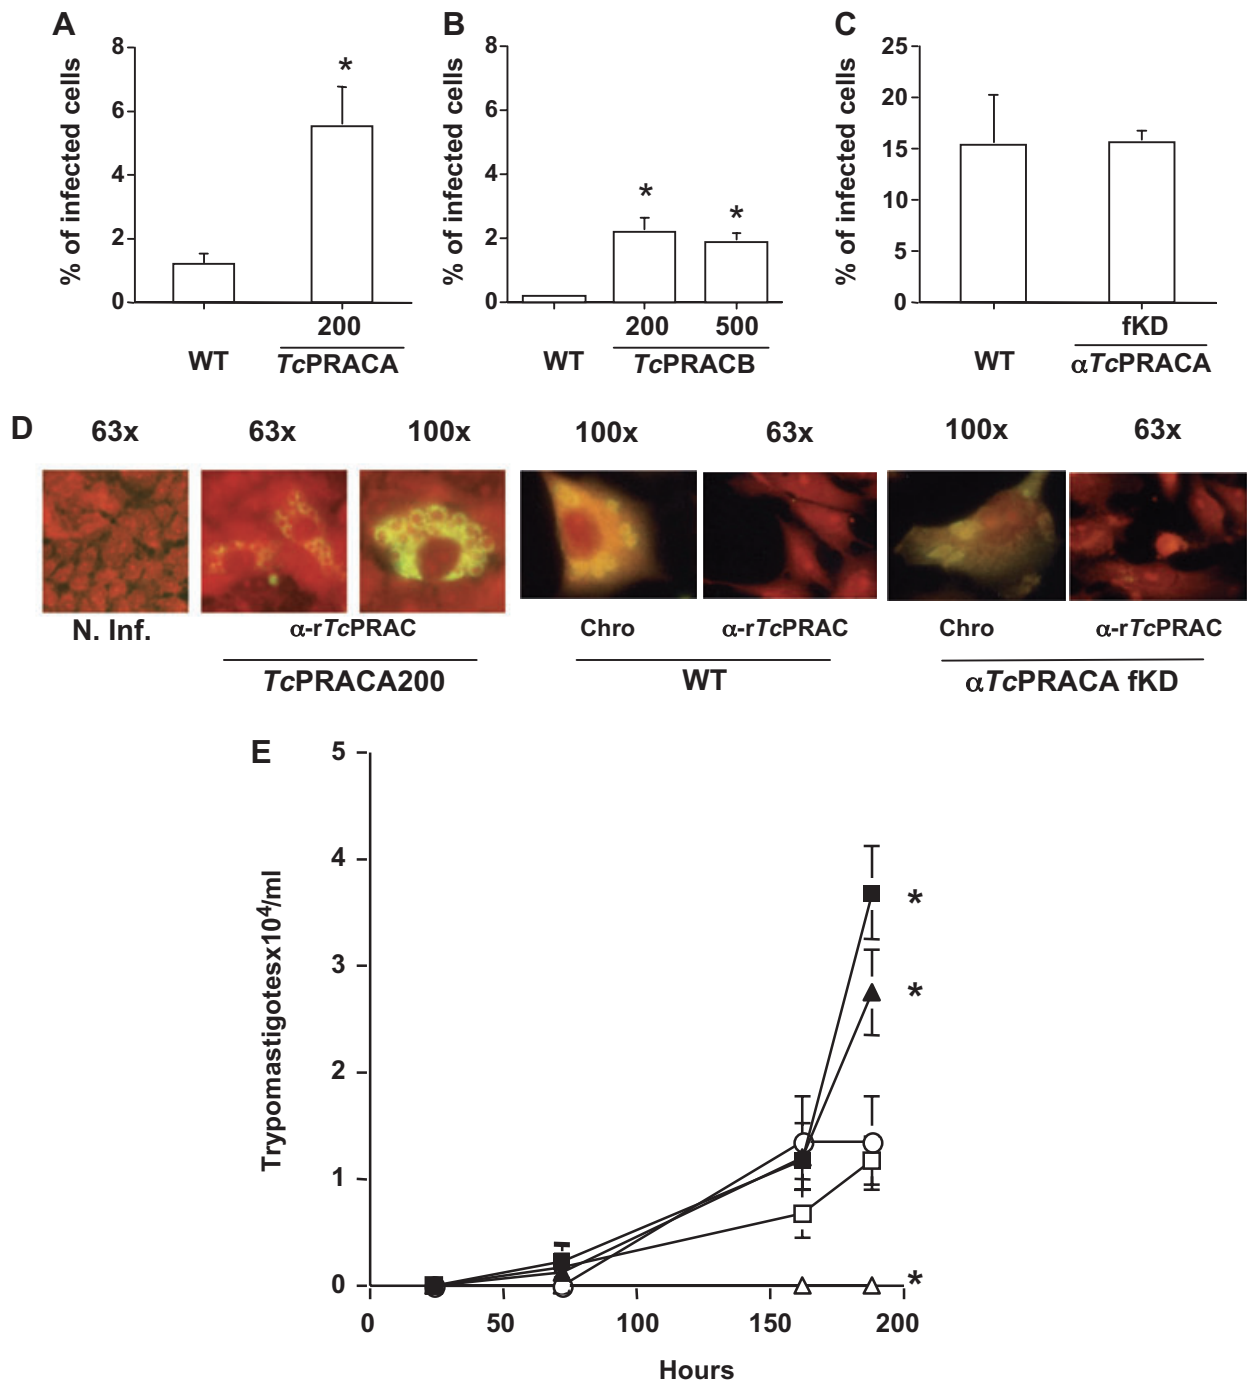 A
B
C
% of infected cells
8
6
4
2
0
*
200
WT
TcPRACA
% of infected cells
8
6
4
2
0
*
*
200
500
WT
TcPRACB
% of infected cells
25
20
15
10
5
0
fKD
WT
αTcPRACA
D
63x
63x
100x
100x
63x
100x
63x
N. Inf.
α-rTcPRAC
Chro
α-rTcPRAC
Chro
α-rTcPRAC
TcPRACA200
WT
αTcPRACA fKD
E
Trypomastigotesx10⁴/ml
5
4
3
2
1
0
*
*
*
0
50
100
150
200
Hours